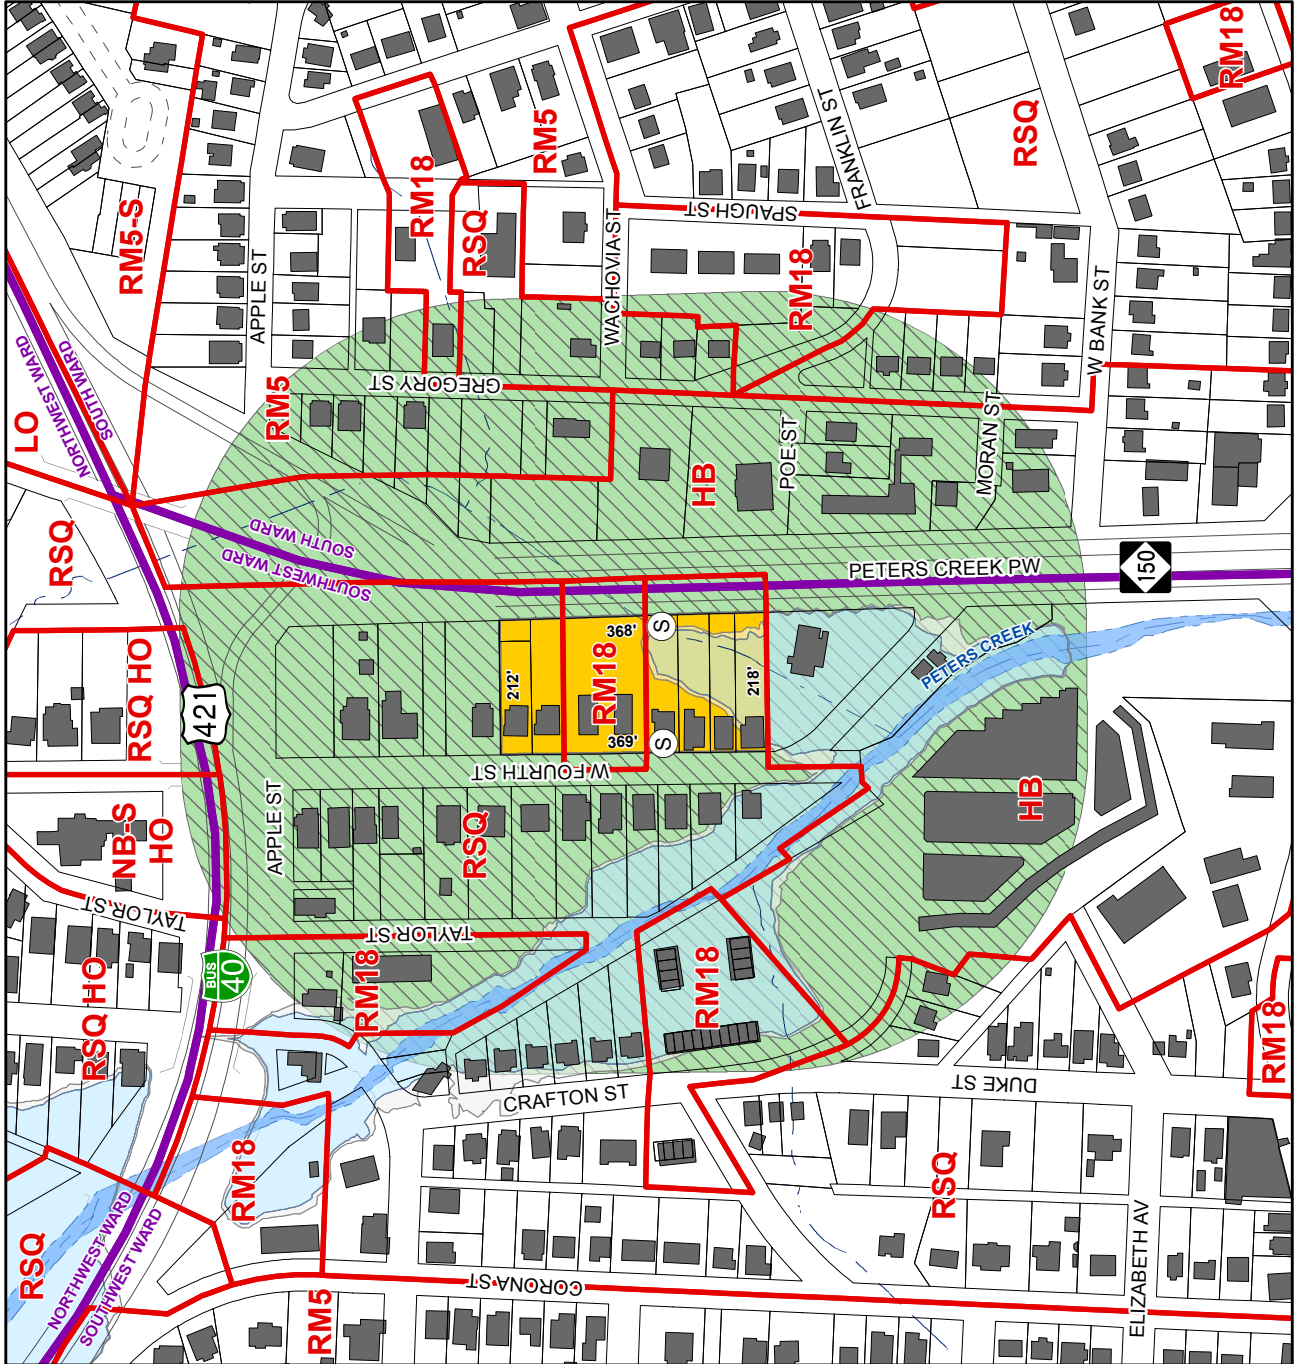 RM18
RM5
RM18
FRANKLIN ST
RSQ
RM5-S
RSQ
SPAUGH ST
APPLE ST
WACHOVIA ST
RM18
W BANK ST
NORTHWEST WARD
SOUTH WARD
LO
RM5
GREGORY ST
HB
POE ST
MORAN ST
RSQ
SOUTH WARD
SOUTHWEST WARD
PETERS CREEK PW
150
RSQ HO
421
212'
368'
RM18
369'
S
S
218'
PETERS CREEK
W FOURTH ST
APPLE ST
RSQ
HB
NB-S
HO
TAYLOR ST
TAYLOR ST
BUS
40
RSQ HO
RM18
RM18
RM18
CRAFTON ST
DUKE ST
RM18
RSQ
RSQ
NORTHWEST WARD
SOUTHWEST WARD
RM5
CORONA ST
ELIZABETH AV